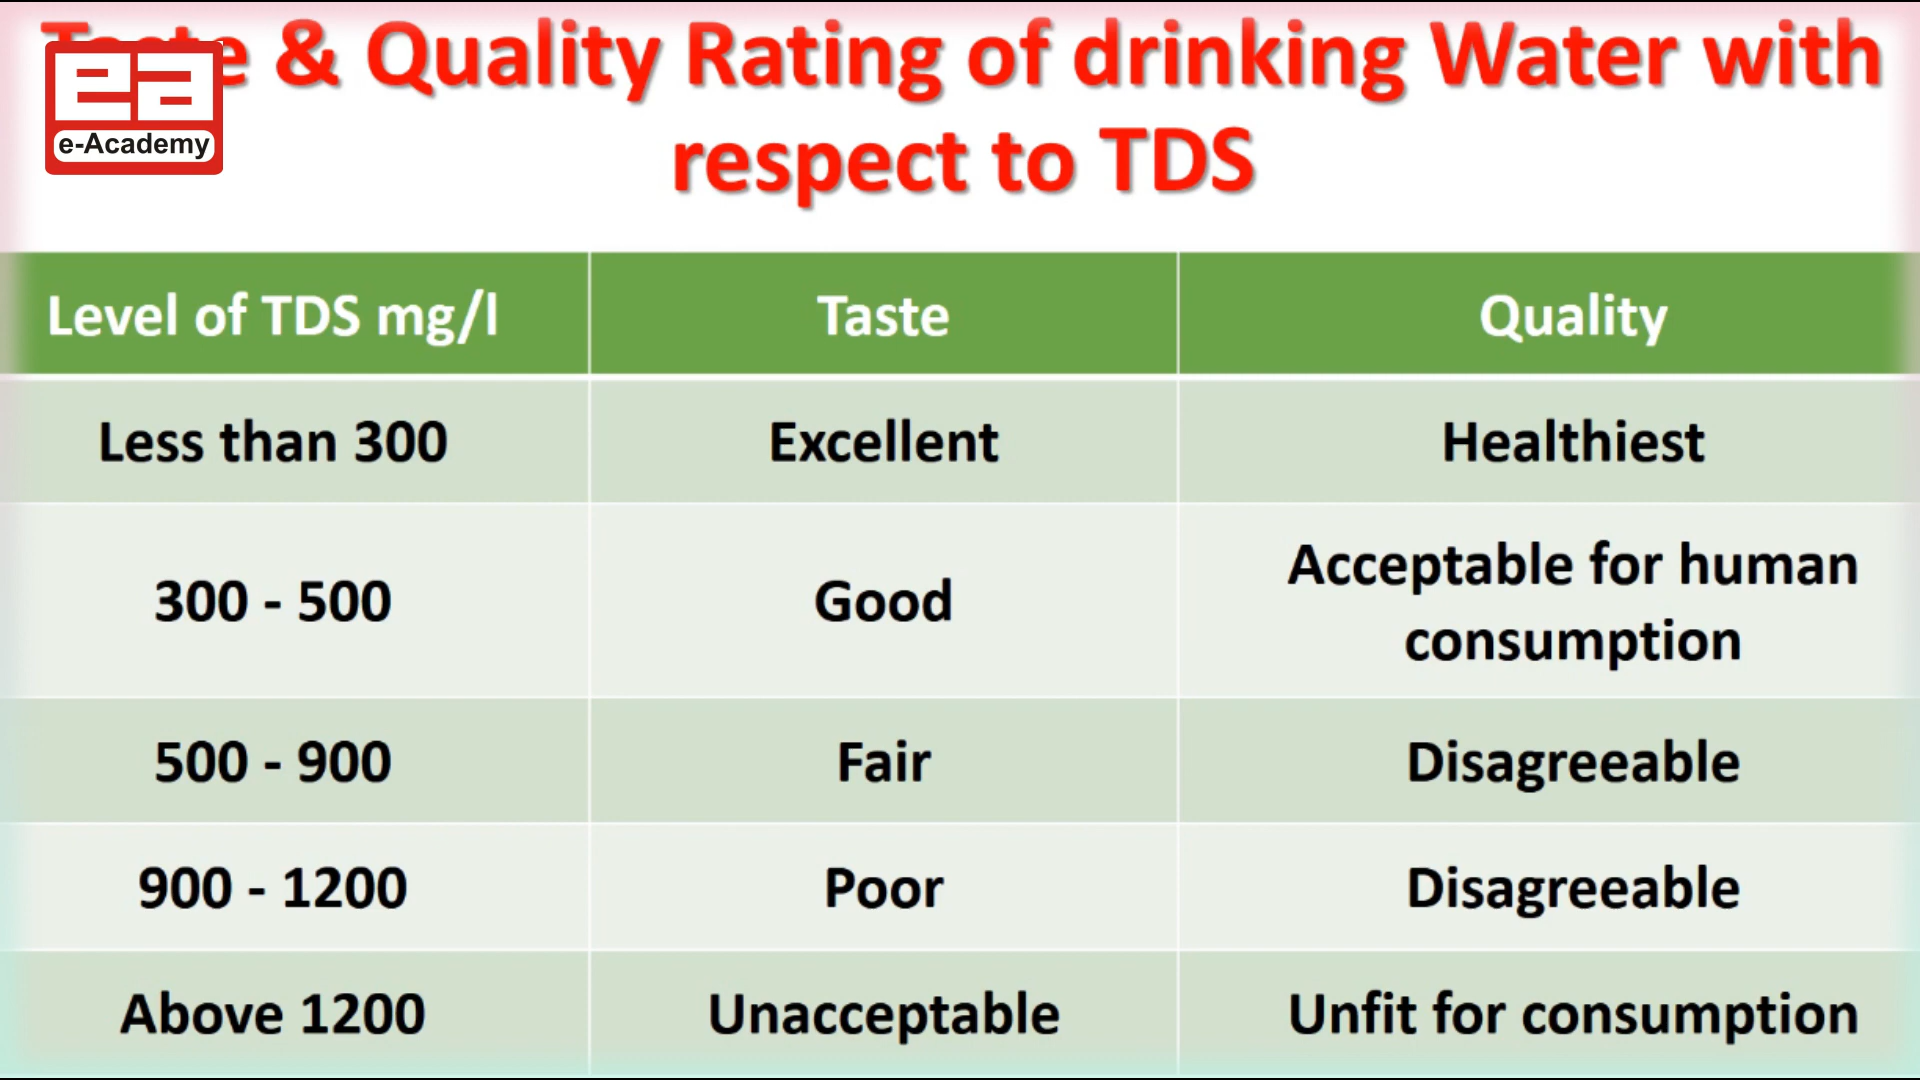 Taste & Quality Rating of drinking Water with
respect to TDS
e-Academy
Level of TDS mg/l Taste Quality
Less than 300 Excellent Healthiest
300 - 500 Good Acceptable for human
consumption
500 - 900 Fair Disagreeable
900 - 1200 Poor Disagreeable
Above 1200 Unacceptable Unfit for consumption